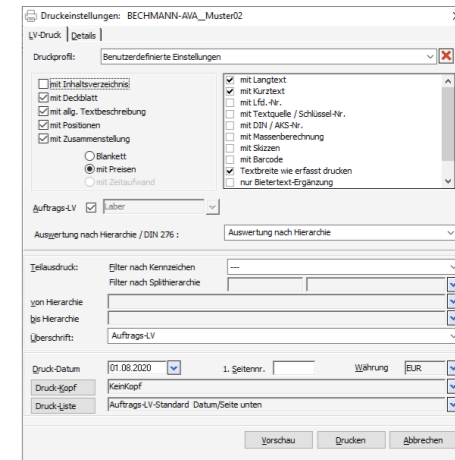 Druckeinstellungen: BECHMANN-AVA__Muster02
LV-Druck Details
Druckprofil: Benutzerdefinierte Einstellungen
mit Inhaltsverzeichnis
mit Deckblatt
mit allg. Textbeschreibung
mit Positionen
mit Zusammenstellung
Blankett
mit Preisen
mit Zeitaufwand
mit Langtext
mit Kurztext
mit Lfd.-Nr.
mit Textquelle / Schlüssel-Nr.
mit DIN / AKS-Nr.
mit Massenberechnung
mit Skizzen
mit Barcode
Textbreite wie erfasst drucken
nur Bietertext-Ergänzung
Auftrags-LV Laber
Auswertung nach Hierarchie / DIN 276 : Auswertung nach Hierarchie
Teilausdruck: Filter nach Kennzeichen ---
Filter nach Splithierarchie
von Hierarchie
bis Hierarchie
Überschrift: Auftrags-LV
Druck-Datum 01.08.2020 1. Seitennr. Währung EUR
Druck-Kopf KeinKopf
Druck-Liste Auftrags-LV-Standard Datum/Seite unten
Vorschau Drucken Abbrechen